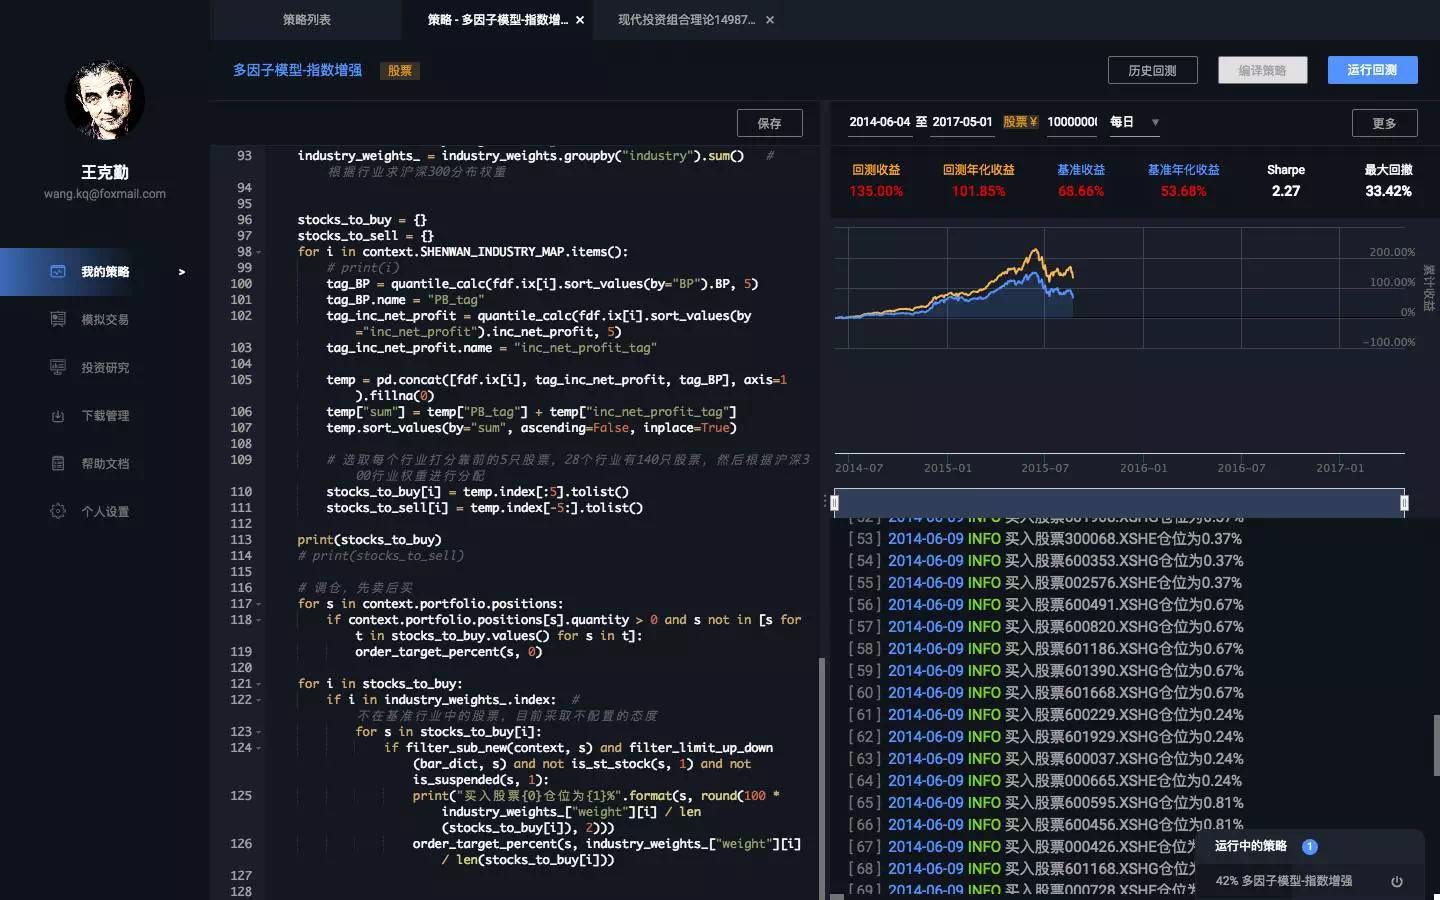 策略列表
策略 - 多因子模型-指数增... ×
现代投资组合理论14987... ×
王克勤
wang.kq@foxmail.com
我的策略 >
模拟交易
投资研究
下载管理
帮助文档
个人设置
多因子模型-指数增强 股票
历史回测 编译策略 运行回测
保存
93 industry_weights_ = industry_weights.groupby("industry").sum() #
根据行业求沪深300分布权重
94
95
96 stocks_to_buy = {}
97 stocks_to_sell = {}
98 for i in context.SHENWAN_INDUSTRY_MAP.items():
99 # print(i)
100 tag_BP = quantile_calc(fdf.ix[i].sort_values(by="BP").BP, 5)
101 tag_BP.name = "PB_tag"
102 tag_inc_net_profit = quantile_calc(fdf.ix[i].sort_values(by
="inc_net_profit").inc_net_profit, 5)
103 tag_inc_net_profit.name = "inc_net_profit_tag"
104
105 temp = pd.concat([fdf.ix[i], tag_inc_net_profit, tag_BP], axis=1
).fillna(0)
106 temp["sum"] = temp["PB_tag"] + temp["inc_net_profit_tag"]
107 temp.sort_values(by="sum", ascending=False, inplace=True)
108
109 # 选取每个行业打分靠前的5只股票，28个行业有140只股票，然后根据沪深3
00行业权重进行分配
110 stocks_to_buy[i] = temp.index[:5].tolist()
111 stocks_to_sell[i] = temp.index[-5:].tolist()
112
113 print(stocks_to_buy)
114 # print(stocks_to_sell)
115
116 # 调仓，先卖后买
117 for s in context.portfolio.positions:
118 if context.portfolio.positions[s].quantity > 0 and s not in [s for
t in stocks_to_buy.values() for s in t]:
119 order_target_percent(s, 0)
120
121 for i in stocks_to_buy:
122 if i in industry_weights_.index: #
不在基准行业中的股票，目前采取不配置的态度
123 for s in stocks_to_buy[i]:
124 if filter_sub_new(context, s) and filter_limit_up_down
(bar_dict, s) and not is_st_stock(s, 1) and not
is_suspended(s, 1):
125 print("买入股票{0}仓位为{1}%".format(s, round(100 *
industry_weights_["weight"][i] / len
(stocks_to_buy[i]), 2)))
126 order_target_percent(s, industry_weights_["weight"][i]
/ len(stocks_to_buy[i]))
127
128
2014-06-04 至 2017-05-01 股票 ¥ 1000000 每日 ▼ 更多
回测收益 回测年化收益 基准收益 基准年化收益 Sharpe 最大回撤
135.00% 101.85% 68.66% 53.68% 2.27 33.42%
200.00%
100.00%
0%
-100.00%
累计收益
2014-07 2015-01 2015-07 2016-01 2016-07 2017-01
[ 53 ] 2014-06-09 INFO 买入股票300068.XSHE仓位为0.37%
[ 54 ] 2014-06-09 INFO 买入股票600353.XSHG仓位为0.37%
[ 55 ] 2014-06-09 INFO 买入股票002576.XSHE仓位为0.37%
[ 56 ] 2014-06-09 INFO 买入股票600491.XSHG仓位为0.67%
[ 57 ] 2014-06-09 INFO 买入股票600820.XSHG仓位为0.67%
[ 58 ] 2014-06-09 INFO 买入股票601186.XSHG仓位为0.67%
[ 59 ] 2014-06-09 INFO 买入股票601390.XSHG仓位为0.67%
[ 60 ] 2014-06-09 INFO 买入股票601668.XSHG仓位为0.67%
[ 61 ] 2014-06-09 INFO 买入股票600229.XSHG仓位为0.24%
[ 62 ] 2014-06-09 INFO 买入股票601929.XSHG仓位为0.24%
[ 63 ] 2014-06-09 INFO 买入股票600037.XSHG仓位为0.24%
[ 64 ] 2014-06-09 INFO 买入股票000665.XSHE仓位为0.24%
[ 65 ] 2014-06-09 INFO 买入股票600595.XSHG仓位为0.81%
[ 66 ] 2014-06-09 INFO 买入股票600456.XSHG仓位为0.81%
[ 67 ] 2014-06-09 INFO 买入股票000426.XSHE仓位为
[ 68 ] 2014-06-09 INFO 买入股票601168.XSHG仓位为
[ 69 ] 2014-06-09 INFO 买入股票000728.XSHE仓位为
运行中的策略 1
42% 多因子模型-指数增强